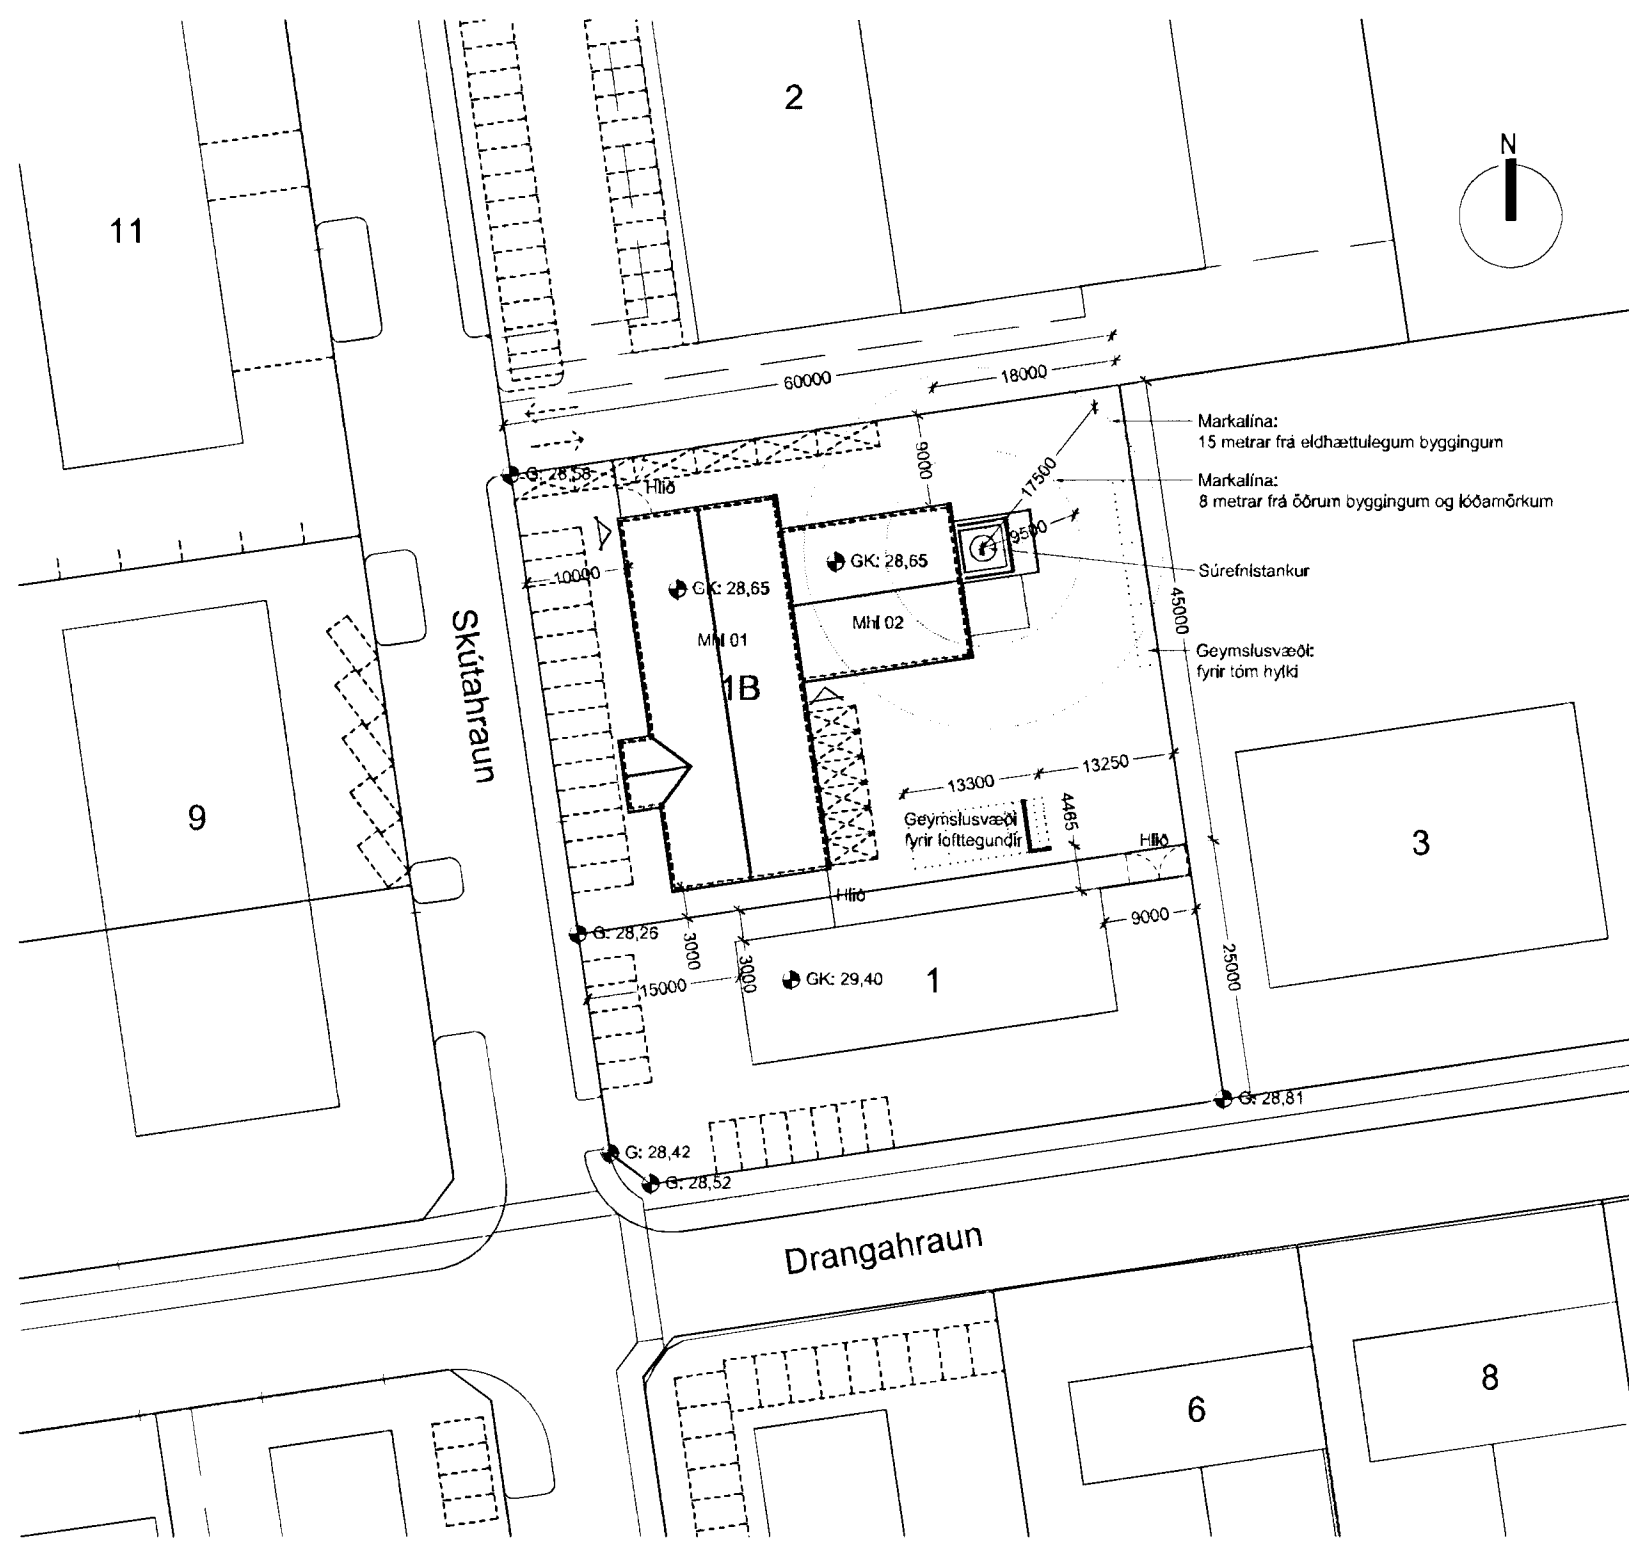 2
N
11
60000
18000
Markalína:
15 metrar frá eldhættulegum byggingum
9000
17500
G: 28,58
Hlið
Markalína:
8 metrar frá öðrum byggingum og lóðamörkum
9500
10000
GK: 28,65
GK: 28,65
Súrefnistankur
45000
Skútahraun
Mhl 01
Mhl 02
Geymslusvæði:
fyrir tóm hylki
1B
13300
13250
9
Geymslusvæði
fyrir lofttegundir
4465
Hlið
3
Hlið
G: 28,26
3000
3000
9000
15000
GK: 29,40
1
25000
G: 28,81
G: 28,42
G: 28,52
Drangahraun
6
8